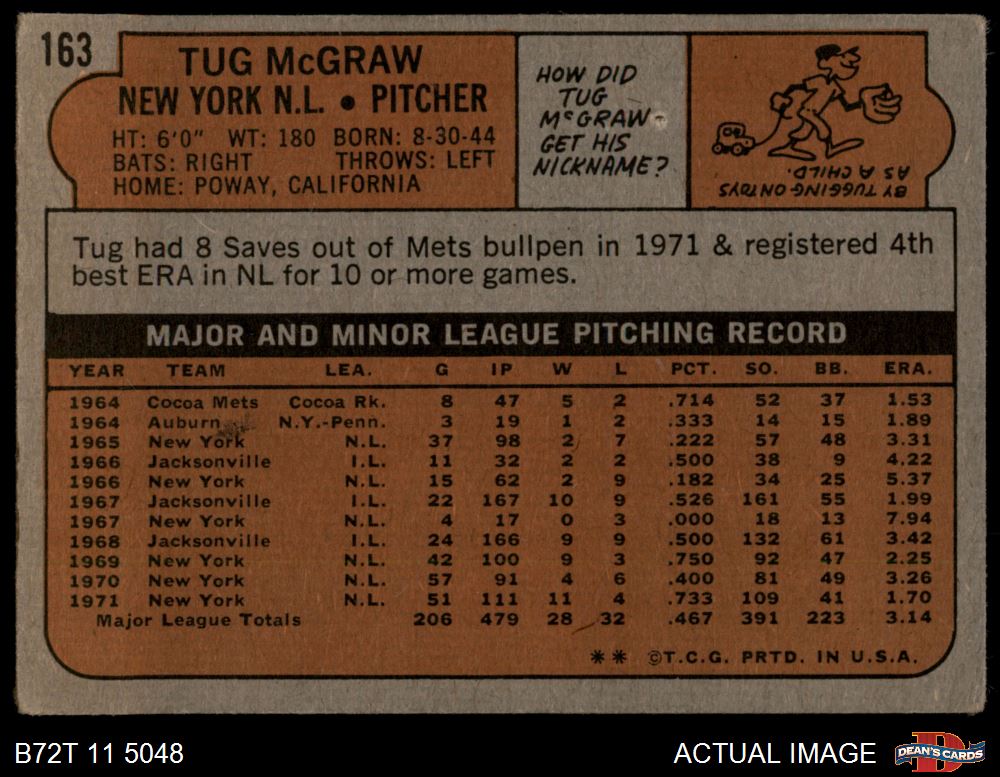 163
TUG McGRAW
NEW YORK N.L. • PITCHER
HT: 6'0" WT: 180 BORN: 8-30-44
BATS: RIGHT THROWS: LEFT
HOME: POWAY, CALIFORNIA
HOW DID
TUG
McGRAW
GET HIS
NICKNAME?
BY TUGGING ON TOYS
AS A CHILD.
Tug had 8 Saves out of Mets bullpen in 1971 & registered 4th
best ERA in NL for 10 or more games.
MAJOR AND MINOR LEAGUE PITCHING RECORD
YEAR TEAM LEA. G IP W L PCT. SO. BB. ERA.
1964 Cocoa Mets Cocoa Rk. 8 47 5 2 .714 52 37 1.53
1964 Auburn N.Y.-Penn. 3 19 1 2 .333 14 15 1.89
1965 New York N.L. 37 98 2 7 .222 57 48 3.31
1966 Jacksonville I.L. 11 32 2 2 .500 38 9 4.22
1966 New York N.L. 15 62 2 9 .182 34 25 5.37
1967 Jacksonville I.L. 22 167 10 9 .526 161 55 1.99
1967 New York N.L. 4 17 0 3 .000 18 13 7.94
1968 Jacksonville I.L. 24 166 9 9 .500 132 61 3.42
1969 New York N.L. 42 100 9 3 .750 92 47 2.25
1970 New York N.L. 57 91 4 6 .400 81 49 3.26
1971 New York N.L. 51 111 11 4 .733 109 41 1.70
Major League Totals 206 479 28 32 .467 391 223 3.14
** ©T.C.G. PRTD. IN U.S.A.
B72T 11 5048
ACTUAL IMAGE
DEAN'S CARDS